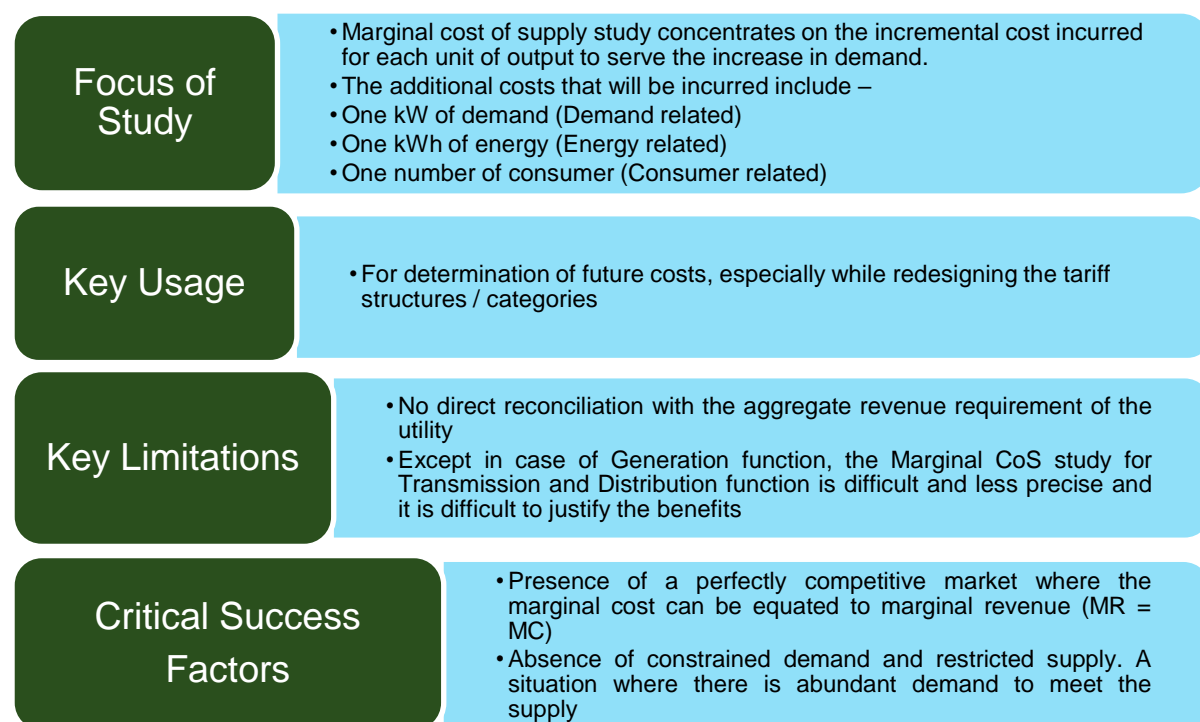 Focus of
Study
• Marginal cost of supply study concentrates on the incremental cost incurred
for each unit of output to serve the increase in demand.
• The additional costs that will be incurred include –
• One kW of demand (Demand related)
• One kWh of energy (Energy related)
• One number of consumer (Consumer related)
Key Usage
• For determination of future costs, especially while redesigning the tariff
structures / categories
Key Limitations
• No direct reconciliation with the aggregate revenue requirement of the
utility
• Except in case of Generation function, the Marginal CoS study for
Transmission and Distribution function is difficult and less precise and
it is difficult to justify the benefits
Critical Success
Factors
• Presence of a perfectly competitive market where the
marginal cost can be equated to marginal revenue (MR =
MC)
• Absence of constrained demand and restricted supply. A
situation where there is abundant demand to meet the
supply